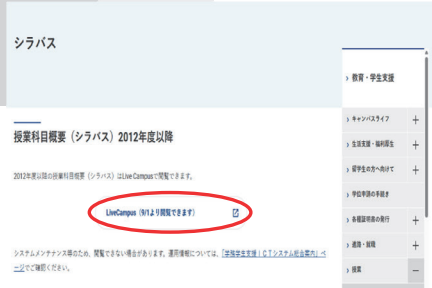 シラバス
授業科目概要（シラバス）2012年度以降
2012年度以降の授業科目概要（シラバス）はLive Campusで閲覧できます。
LiveCampus（9/1より閲覧できます）
システムメンテナンス等のため、閲覧できない場合があります。運用情報については、「学務学生支援ＩＣＴシステム総合案内」ペ
ージでご確認ください。
› 教育・学生支援
› キャンパスライフ ＋
› 生活支援・福利厚生 ＋
› 留学生の方へ向けて ＋
› 学位申請の手続き
› 各種証明書の発行 ＋
› 進路・就職 ＋
› 授業 −